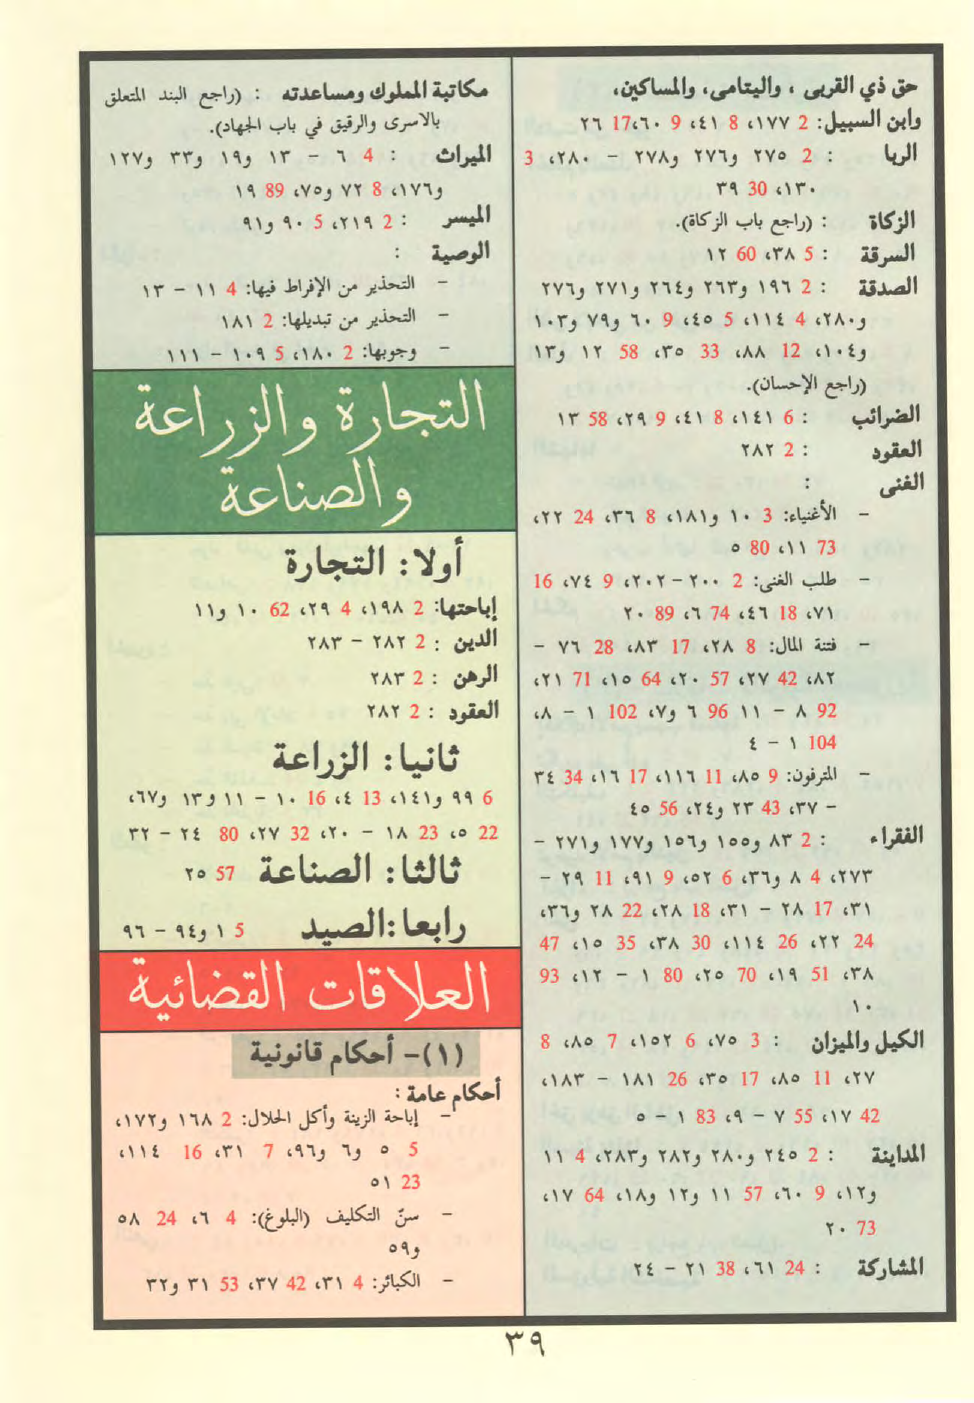 حق ذي القربى ، واليتامى، والمساكين،
وابن السبيل: 2 ١٧٧، 8 ٤١، 9 ٦٠،17 ٢٦
الربا : 2 ٢٧٥ و٢٧٦ و٢٧٨ – ٢٨٠، 3
١٣٠، 30 ٣٩
الزكاة : (راجع باب الزكاة).
السرقة : 5 ٣٨، 60 ١٢
الصدقة : 2 ١٩٦ و٢٦٣ و٢٦٤ و٢٧١ و٢٧٦
و٢٨٠، 4 ١١٤، 5 ٤٥، 9 ٦٠ و٧٩ و١٠٣
و١٠٤، 12 ٨٨، 33 ٣٥، 58 ١٢ و١٣
(راجع الإحسان).
الضرائب : 6 ١٤١، 8 ٤١، 9 ٢٩، 58 ١٣
العقود : 2 ٢٨٢
الغنى :
– الأغنياء: 3 ١٠ و١٨١، 8 ٣٦، 24 ٢٢،
73 ١١، 80 ٥
– طلب الغنى: 2 ٢٠٠–٢٠٢، 9 ٧٤، 16
٧١، 18 ٤٦، 74 ٦، 89 ٢٠
– فتنة المال: 8 ٢٨، 17 ٨٣، 28 ٧٦ –
٨٢، 42 ٢٧، 57 ٢٠، 64 ١٥، 71 ٢١،
92 ٨ – ١١ 96 ٦ و٧، 102 ١ – ٨،
104 ١ – ٤
– المترفون: 9 ٨٥، 11 ١١٦، 17 ١٦، 34 ٣٤
– ٣٧، 43 ٢٣ و٢٤، 56 ٤٥
الفقراء : 2 ٨٣ و١٥٥ و١٥٦ و١٧٧ و٢٧١ –
٢٧٣، 4 ٨ و٣٦، 6 ٥٢، 9 ٩١، 11 ٢٩ –
٣١، 17 ٢٨ – ٣١، 18 ٢٨، 22 ٢٨ و٣٦،
24 ٢٢، 26 ١١٤، 30 ٣٨، 35 ١٥، 47
٣٨، 51 ١٩، 70 ٢٥، 80 ١ – ١٢، 93
١٠
الكيل والميزان : 3 ٧٥، 6 ١٥٢، 7 ٨٥، 8
٢٧، 11 ٨٥، 17 ٣٥، 26 ١٨١ – ١٨٣،
42 ١٧، 55 ٧ – ٩، 83 ١ – ٥
المداينة : 2 ٢٤٥ و٢٨٠ و٢٨٢ و٢٨٣، 4 ١١
و١٢، 9 ٦٠، 57 ١١ و١٢ و١٨، 64 ١٧،
73 ٢٠
المشاركة : 24 ٦١، 38 ٢١ – ٢٤
مكاتبة المملوك ومساعدته : (راجع البند المتعلق
بالاسرى والرقيق في باب الجهاد).
الميراث : 4 ٦ – ١٣ و١٩ و٣٣ و١٢٧
و١٧٦، 8 ٧٢ و٧٥، 89 ١٩
الميسر : 2 ٢١٩، 5 ٩٠ و٩١
الوصية :
– التحذير من الإفراط فيها: 4 ١١ – ١٣
– التحذير من تبديلها: 2 ١٨١
– وجوبها: 2 ١٨٠، 5 ١٠٩ – ١١١
التجارة والزراعة
والصناعة
أولا: التجارة
إباحتها: 2 ١٩٨، 4 ٢٩، 62 ١٠ و١١
الدين : 2 ٢٨٢ – ٢٨٣
الرهن : 2 ٢٨٣
العقود : 2 ٢٨٢
ثانيا: الزراعة
6 ٩٩ و١٤١، 13 ٤، 16 ١٠ – ١١ و١٣ و٦٧،
22 ٥، 23 ١٨ – ٢٠، 32 ٢٧، 80 ٢٤ – ٣٢
ثالثا: الصناعة 57 ٢٥
رابعا:الصيد 5 ١ و٩٤ – ٩٦
العلاقات القضائية
(١)– أحكام قانونية
أحكام عامة :
– إباحة الزينة وأكل الحلال: 2 ١٦٨ و١٧٢،
5 ٥ و٦ و٩٦، 7 ٣١، 16 ١١٤،
23 ٥١
– سنّ التكليف (البلوغ): 4 ٦، 24 ٥٨
و٥٩
– الكبائر: 4 ٣١، 42 ٣٧، 53 ٣١ و٣٢
٣٩